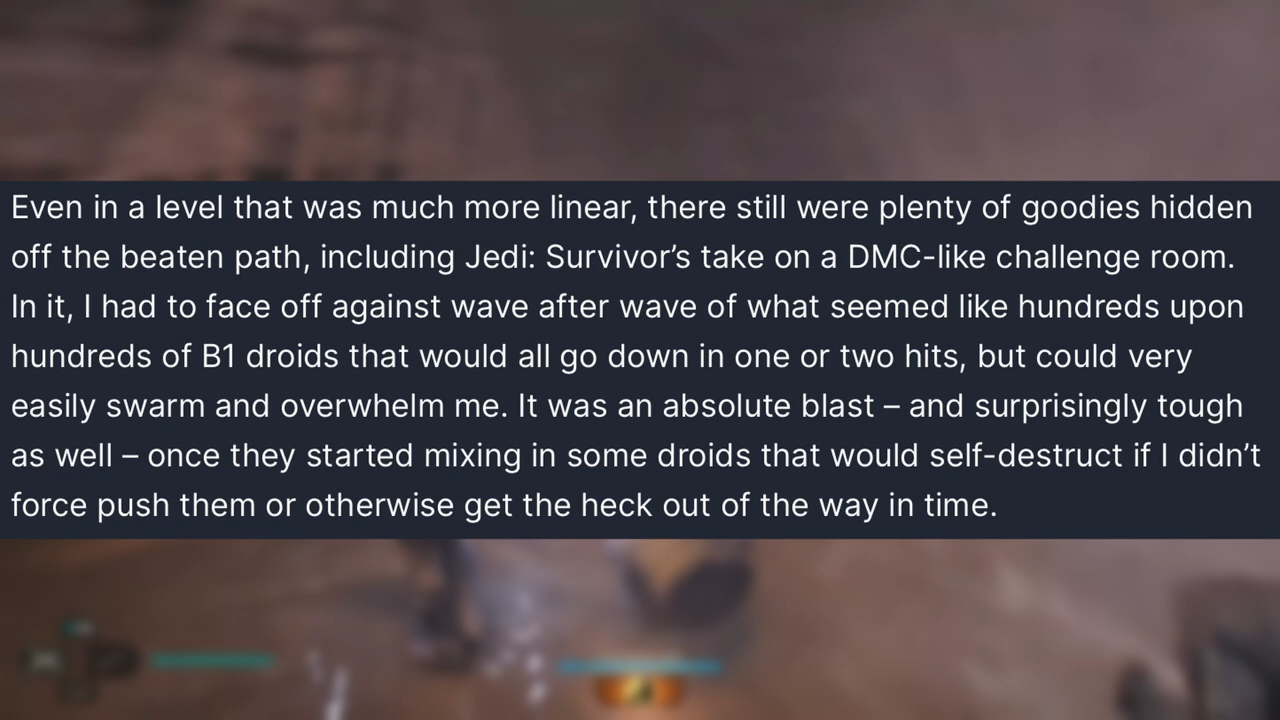 Even in a level that was much more linear, there still were plenty of goodies hidden
off the beaten path, including Jedi: Survivor’s take on a DMC-like challenge room.
In it, I had to face off against wave after wave of what seemed like hundreds upon
hundreds of B1 droids that would all go down in one or two hits, but could very
easily swarm and overwhelm me. It was an absolute blast – and surprisingly tough
as well – once they started mixing in some droids that would self-destruct if I didn’t
force push them or otherwise get the heck out of the way in time.